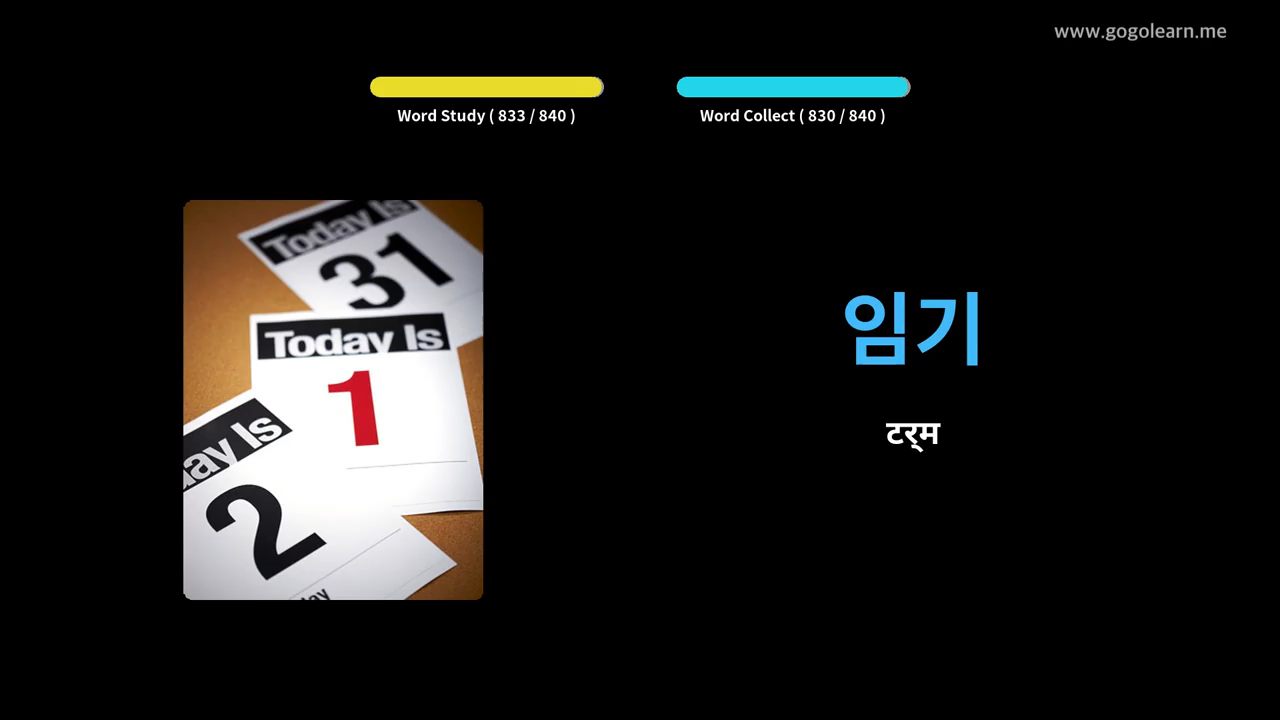 www.gogolearn.me
Word Study ( 833 / 840 )
Word Collect ( 830 / 840 )
Today Is
31
Today Is
1
ay Is
2
ay
임기
टर्‍म